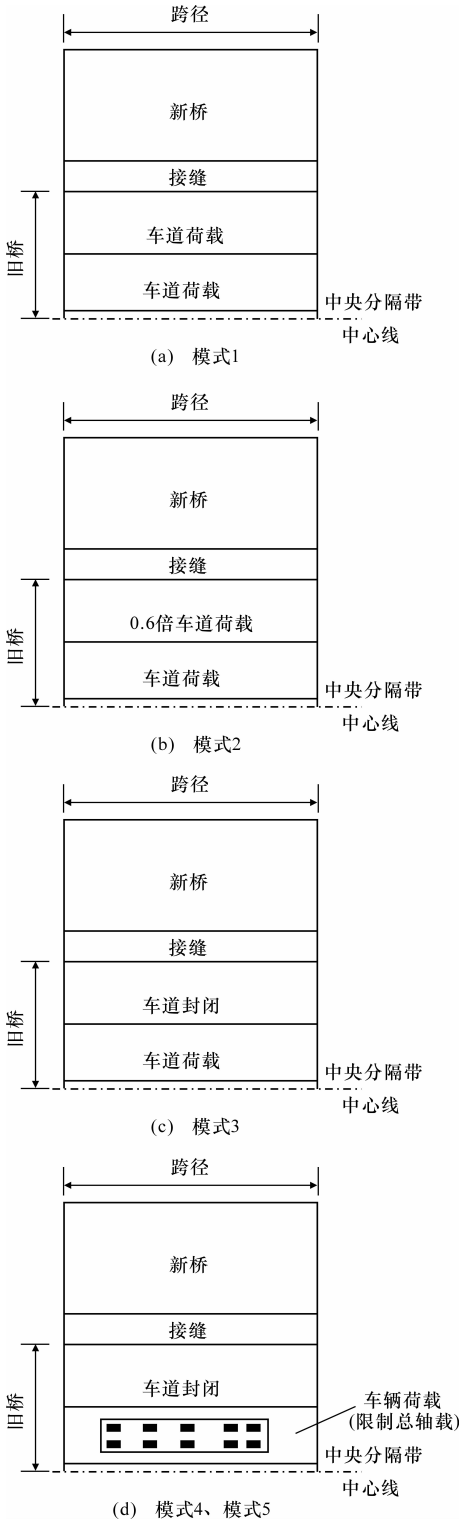 跨径
新桥
接缝
旧桥
车道荷载
车道荷载
中央分隔带
中心线
(a) 模式1
跨径
新桥
接缝
旧桥
0.6倍车道荷载
车道荷载
中央分隔带
中心线
(b) 模式2
跨径
新桥
接缝
旧桥
车道封闭
车道荷载
中央分隔带
中心线
(c) 模式3
跨径
新桥
接缝
旧桥
车道封闭
车辆荷载
(限制总轴载)
中央分隔带
中心线
(d) 模式4、模式5